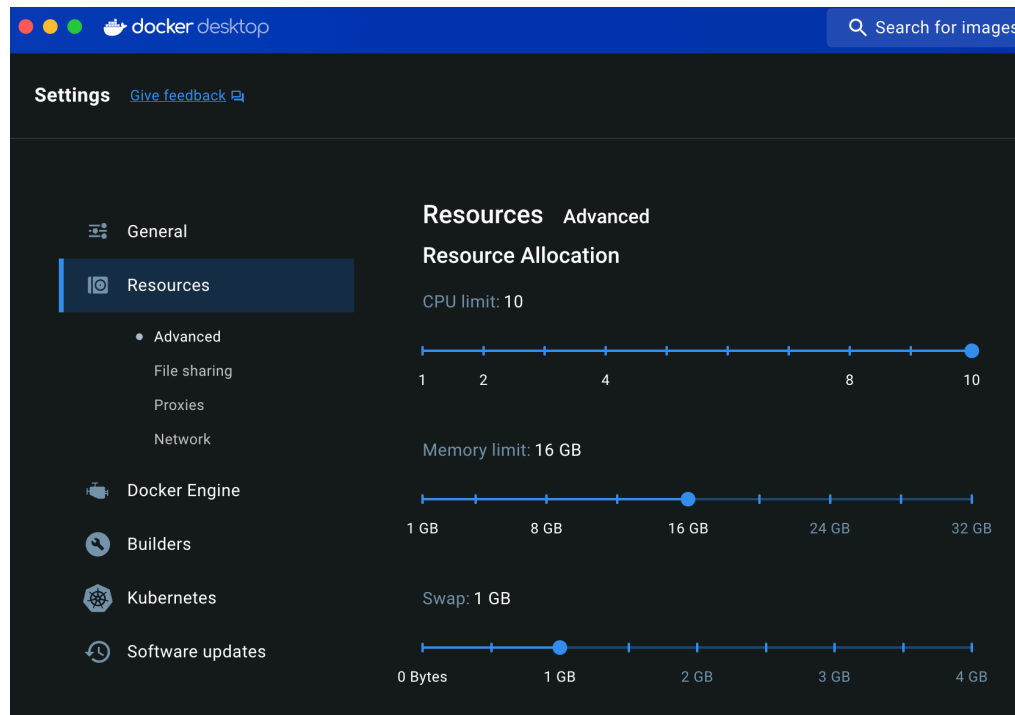 docker desktop
Search for images
Settings Give feedback
General
Resources
Advanced
File sharing
Proxies
Network
Docker Engine
Builders
Kubernetes
Software updates
Resources Advanced
Resource Allocation
CPU limit: 10
1 2 4 8 10
Memory limit: 16 GB
1 GB 8 GB 16 GB 24 GB 32 GB
Swap: 1 GB
0 Bytes 1 GB 2 GB 3 GB 4 GB